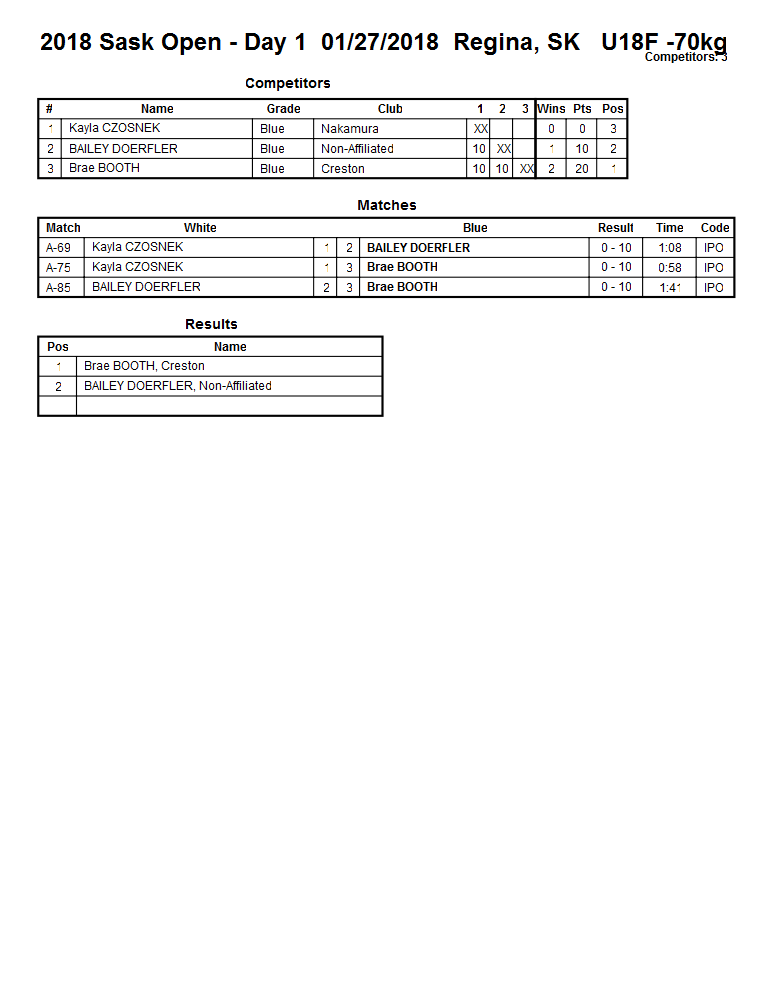 2018 Sask Open - Day 1 01/27/2018 Regina, SK U18F -70kg
Competitors: 3
Competitors
# Name Grade Club 1 2 3 Wins Pts Pos
1 Kayla CZOSNEK Blue Nakamura XX 0 0 3
2 BAILEY DOERFLER Blue Non-Affiliated 10 XX 1 10 2
3 Brae BOOTH Blue Creston 10 10 XX 2 20 1
Matches
Match White Blue Result Time Code
A-69 Kayla CZOSNEK 1 2 BAILEY DOERFLER 0 - 10 1:08 IPO
A-75 Kayla CZOSNEK 1 3 Brae BOOTH 0 - 10 0:58 IPO
A-85 BAILEY DOERFLER 2 3 Brae BOOTH 0 - 10 1:41 IPO
Results
Pos Name
1 Brae BOOTH, Creston
2 BAILEY DOERFLER, Non-Affiliated